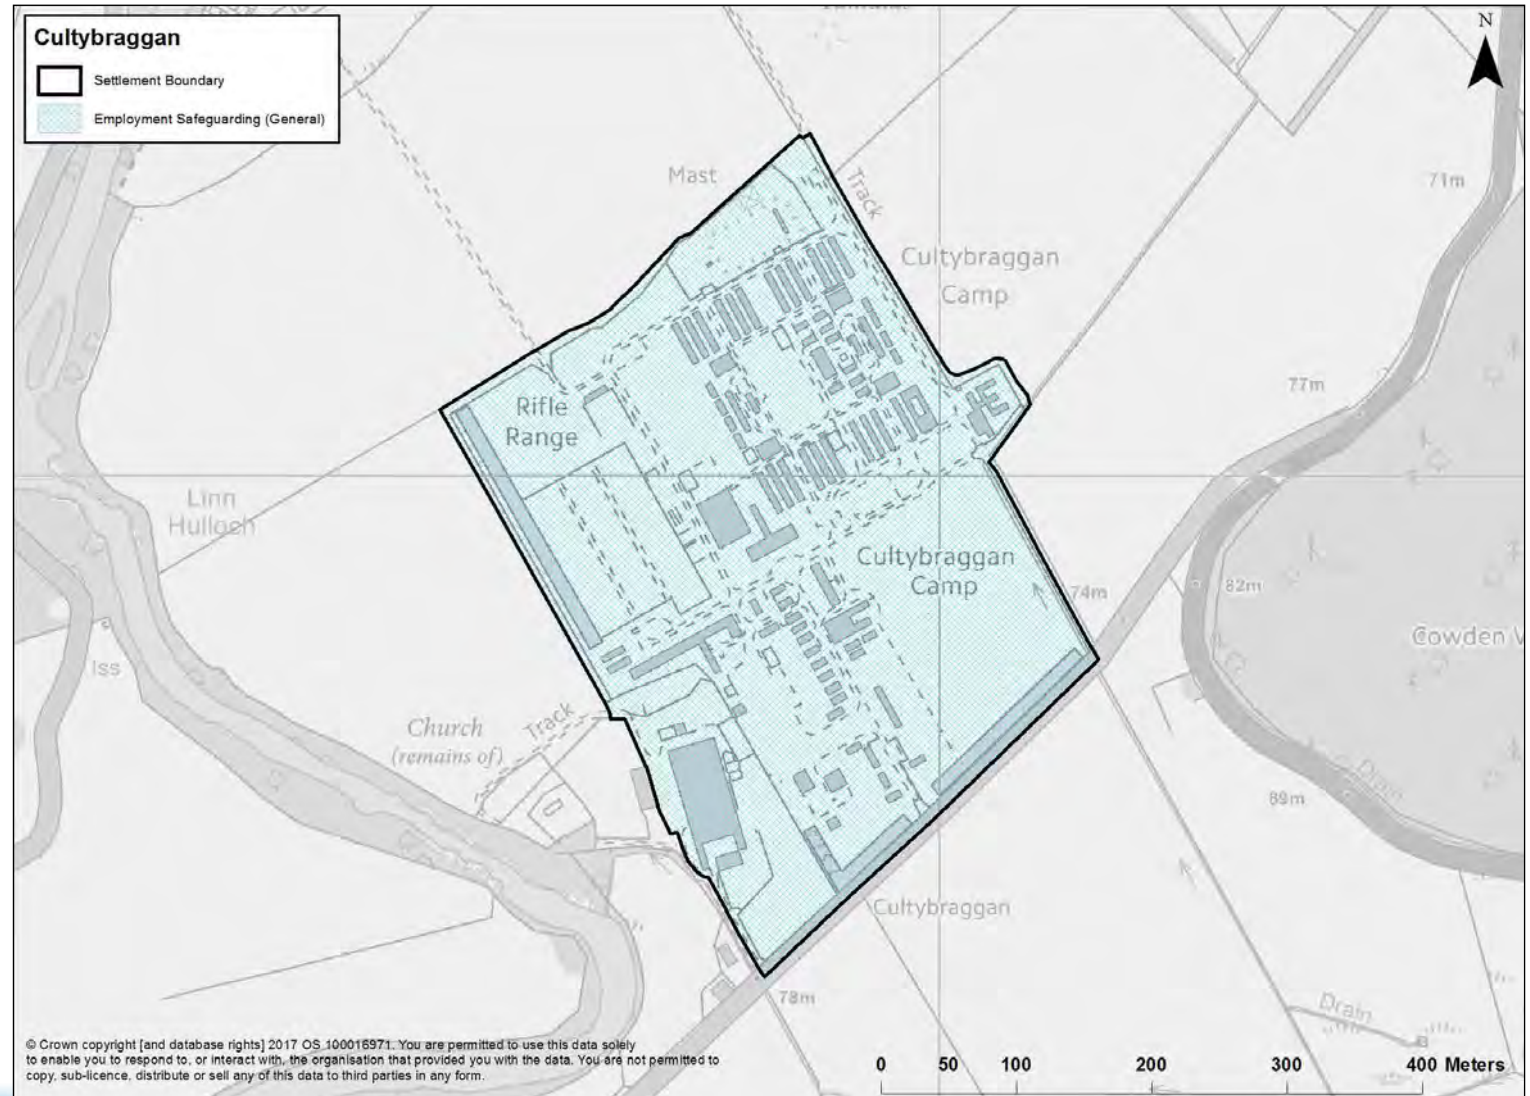 Cultybraggan
Settlement Boundary
Employment Safeguarding (General)
N
Mast
Track
71m
Cultybraggan
Camp
77m
Rifle
Range
Linn
Hulloch
Cultybraggan
Camp
74m
82m
Cowden
Iss
Church
(remains of)
Track
Drain
89m
Cultybraggan
78m
Drain
© Crown copyright [and database rights] 2017 OS 100016971. You are permitted to use this data solely
to enable you to respond to, or interact with, the organisation that provided you with the data. You are not permitted to
copy, sub-licence, distribute or sell any of this data to third parties in any form.
0 50 100 200 300 400 Meters